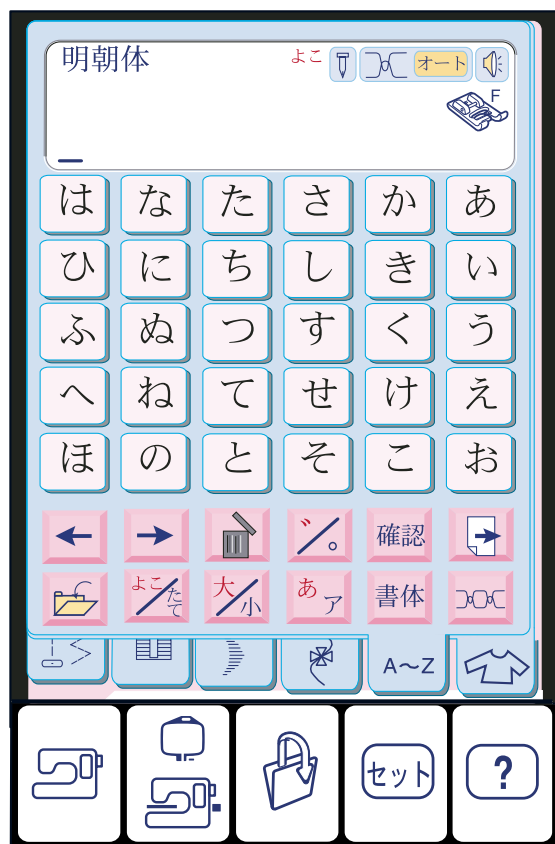 明朝体 よこ オート
F
は な た さ か あ
ひ に ち し き い
ふ ぬ つ す く う
へ ね て せ け え
ほ の と そ こ お
゛/。 確認
よこ/たて 大/小 あ ア 書体
A～Z
セット ?